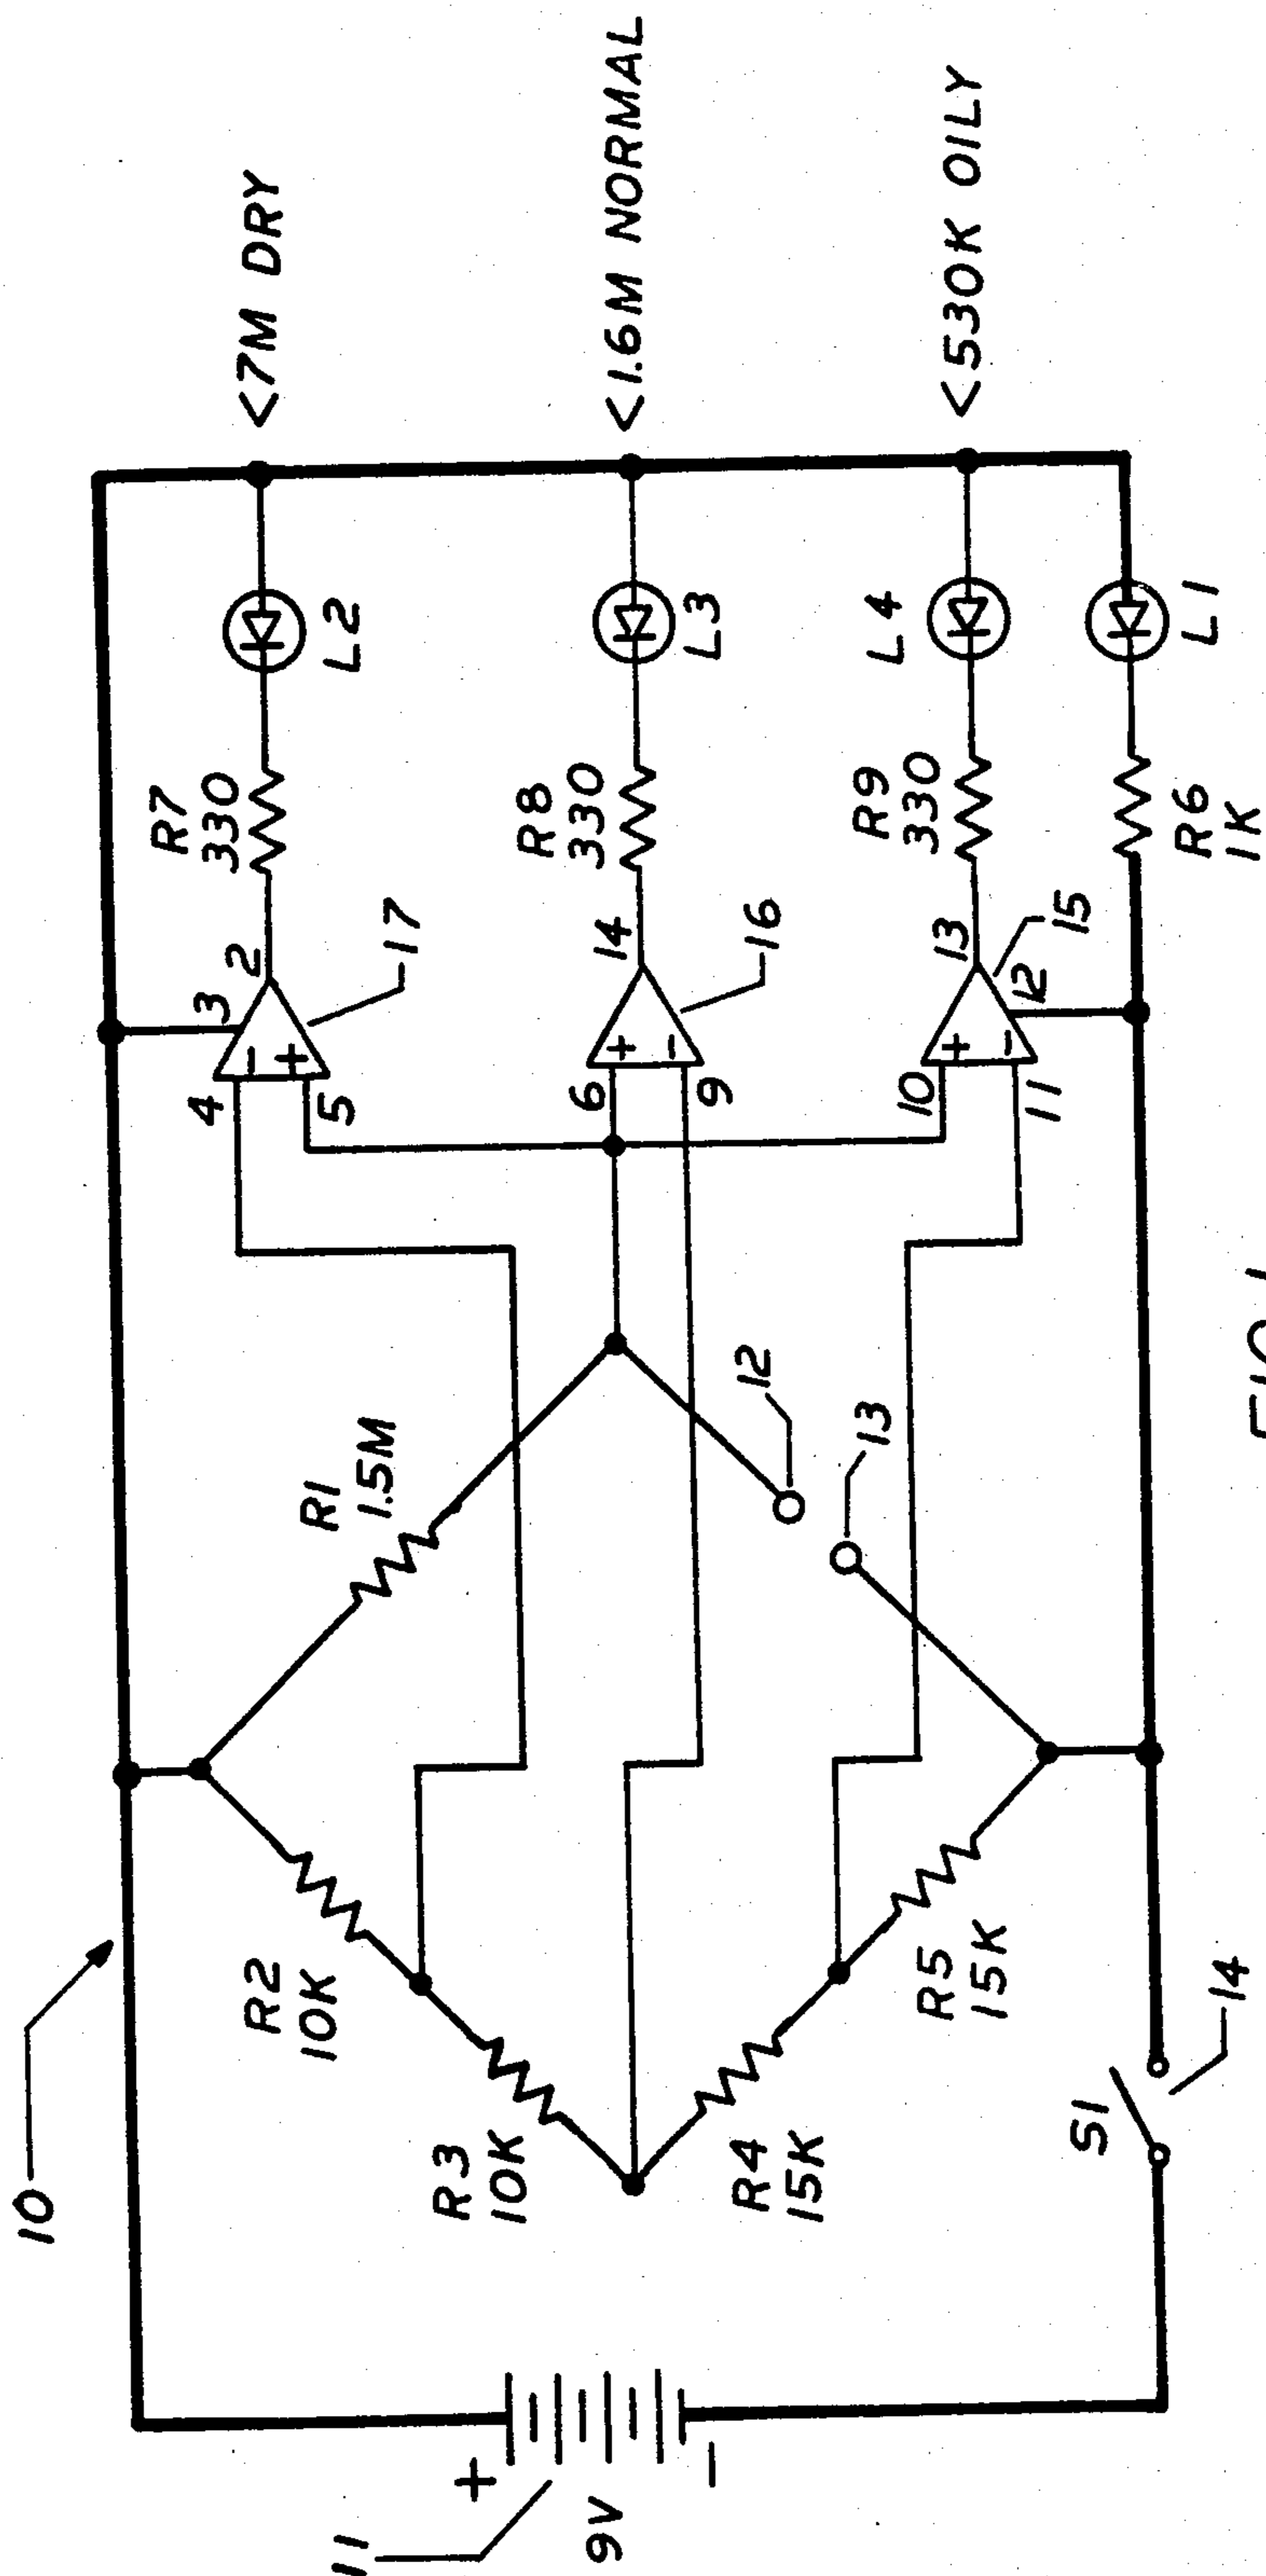 10
11
+
9V
−
R2
10K
R3
10K
R4
15K
R5
15K
S1
14
R1
1.5M
12
13
4
5
3
2
−
+
17
6
9
14
+
−
16
10
11
13
12
+
−
15
R7
330
R8
330
R9
330
R6
1K
L2
L3
L4
L1
<7M DRY
<1.6M NORMAL
<530K OILY